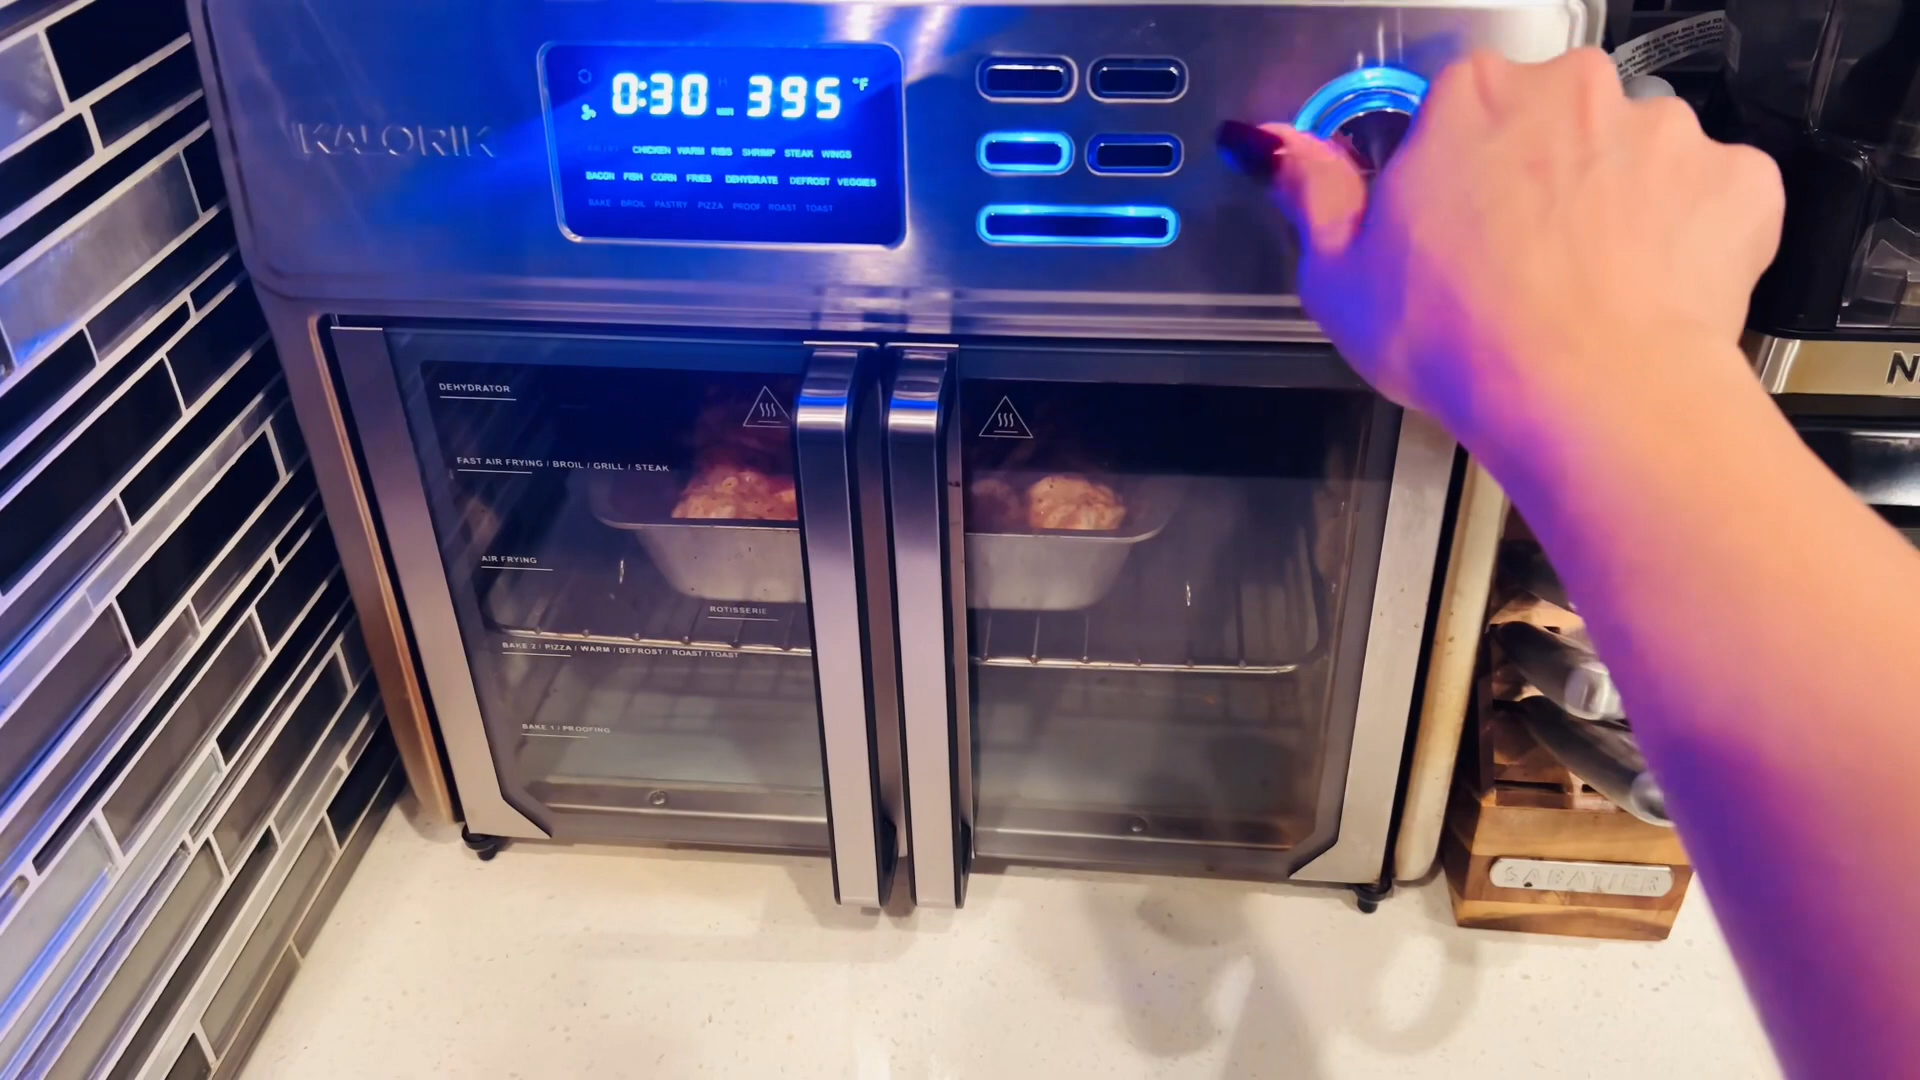 KALORIK
0:30 395 °F
CHICKEN WARM RIBS SHRIMP STEAK WINGS
BACON FISH CORN FRIES DEHYDRATE DEFROST VEGGIES
BAKE BROIL PASTRY PIZZA PROOF ROAST TOAST
DEHYDRATOR
FAST AIR FRYING / BROIL / GRILL / STEAK
AIR FRYING
ROTISSERIE
BAKE 2 / PIZZA / WARM / DEFROST / ROAST / TOAST
BAKE 1 / PROOFING
SABATIER